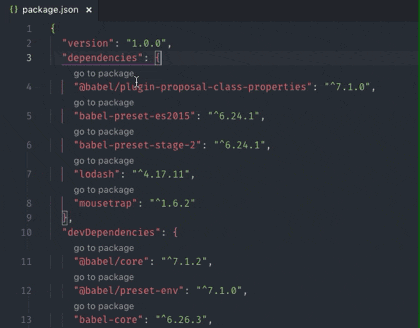 {} package.json ×
1 {
2 "version": "1.0.0",
3 "dependencies": {
go to package
4 "@babel/plugin-proposal-class-properties": "^7.1.0",
go to package
5 "babel-preset-es2015": "^6.24.1",
go to package
6 "babel-preset-stage-2": "^6.24.1",
go to package
7 "lodash": "^4.17.11",
go to package
8 "mousetrap": "^1.6.2"
9 },
10 "devDependencies": {
go to package
11 "@babel/core": "^7.1.2",
go to package
12 "@babel/preset-env": "^7.1.0",
go to package
13 "babel-core": "^6.26.3",